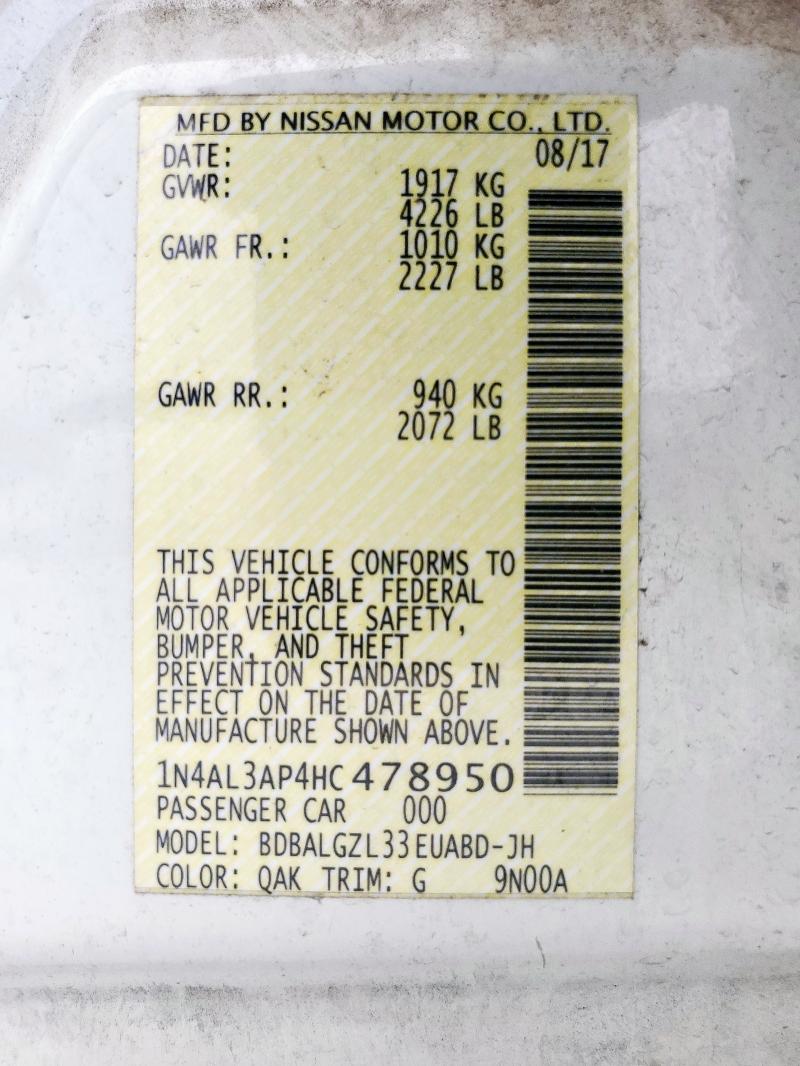 MFD BY NISSAN MOTOR CO., LTD.
DATE: 08/17
GVWR: 1917 KG
4226 LB
GAWR FR.: 1010 KG
2227 LB
GAWR RR.: 940 KG
2072 LB
THIS VEHICLE CONFORMS TO
ALL APPLICABLE FEDERAL
MOTOR VEHICLE SAFETY,
BUMPER, AND THEFT
PREVENTION STANDARDS IN
EFFECT ON THE DATE OF
MANUFACTURE SHOWN ABOVE.
1N4AL3AP4HC478950
PASSENGER CAR 000
MODEL: BDBALGZL33EUABD-JH
COLOR: QAK TRIM: G 9N00A